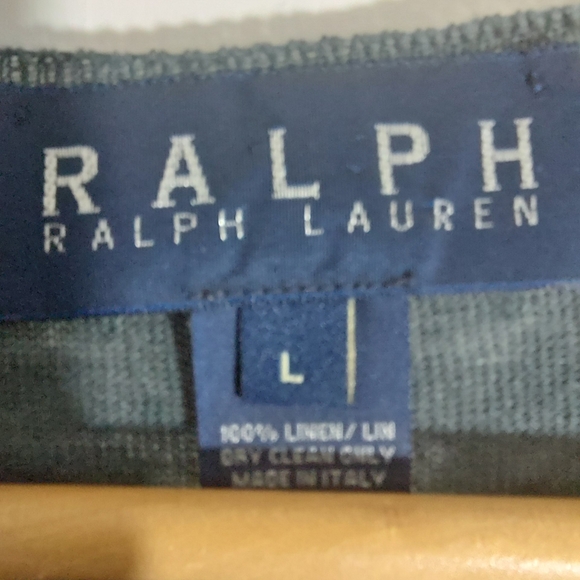 RALPH
RALPH LAUREN
L
100% LINEN/ LIN
DRY CLEAN ONLY
MADE IN ITALY